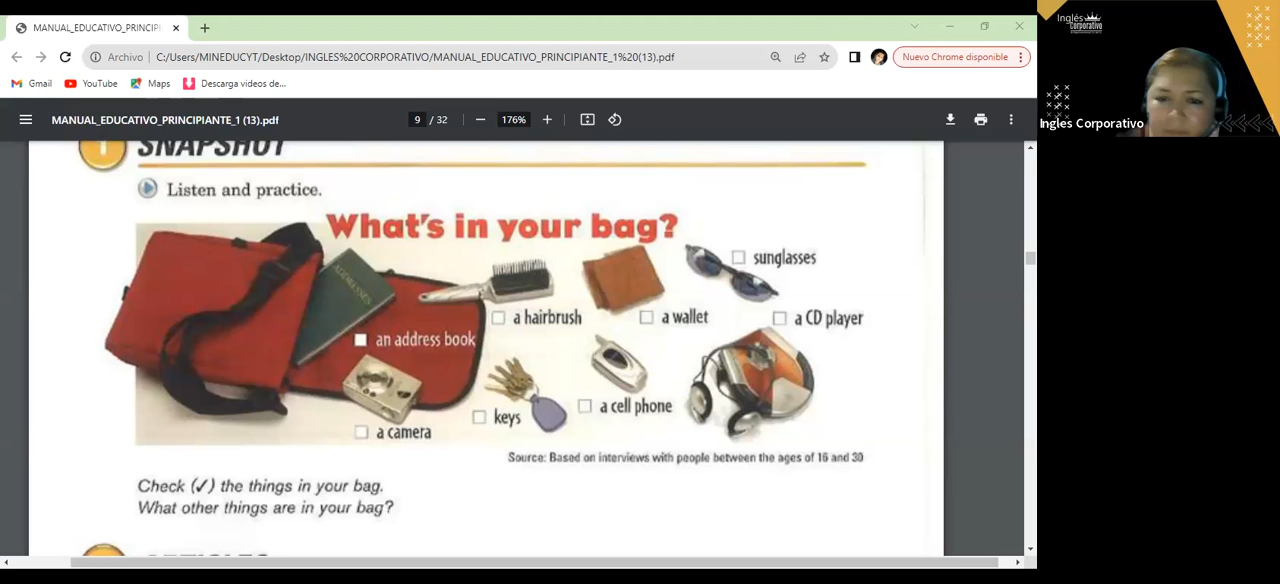 MANUAL_EDUCATIVO_PRINCIPI
Archivo
C:/Users/MINEDUCYT/Desktop/INGLES%20CORPORATIVO/MANUAL_EDUCATIVO_PRINCIPIANTE_1%20(13).pdf
Nuevo Chrome disponible
Gmail
YouTube
Maps
Descarga videos de...
MANUAL_EDUCATIVO_PRINCIPIANTE_1 (13).pdf
9 / 32
176%
Inglés
Corporativo
Ingles Corporativo
1 SNAPSHOT
Listen and practice.
What's in your bag?
ADDRESSES
sunglasses
a hairbrush
a wallet
a CD player
an address book
a cell phone
keys
a camera
Source: Based on interviews with people between the ages of 16 and 30
Check (✓) the things in your bag.
What other things are in your bag?